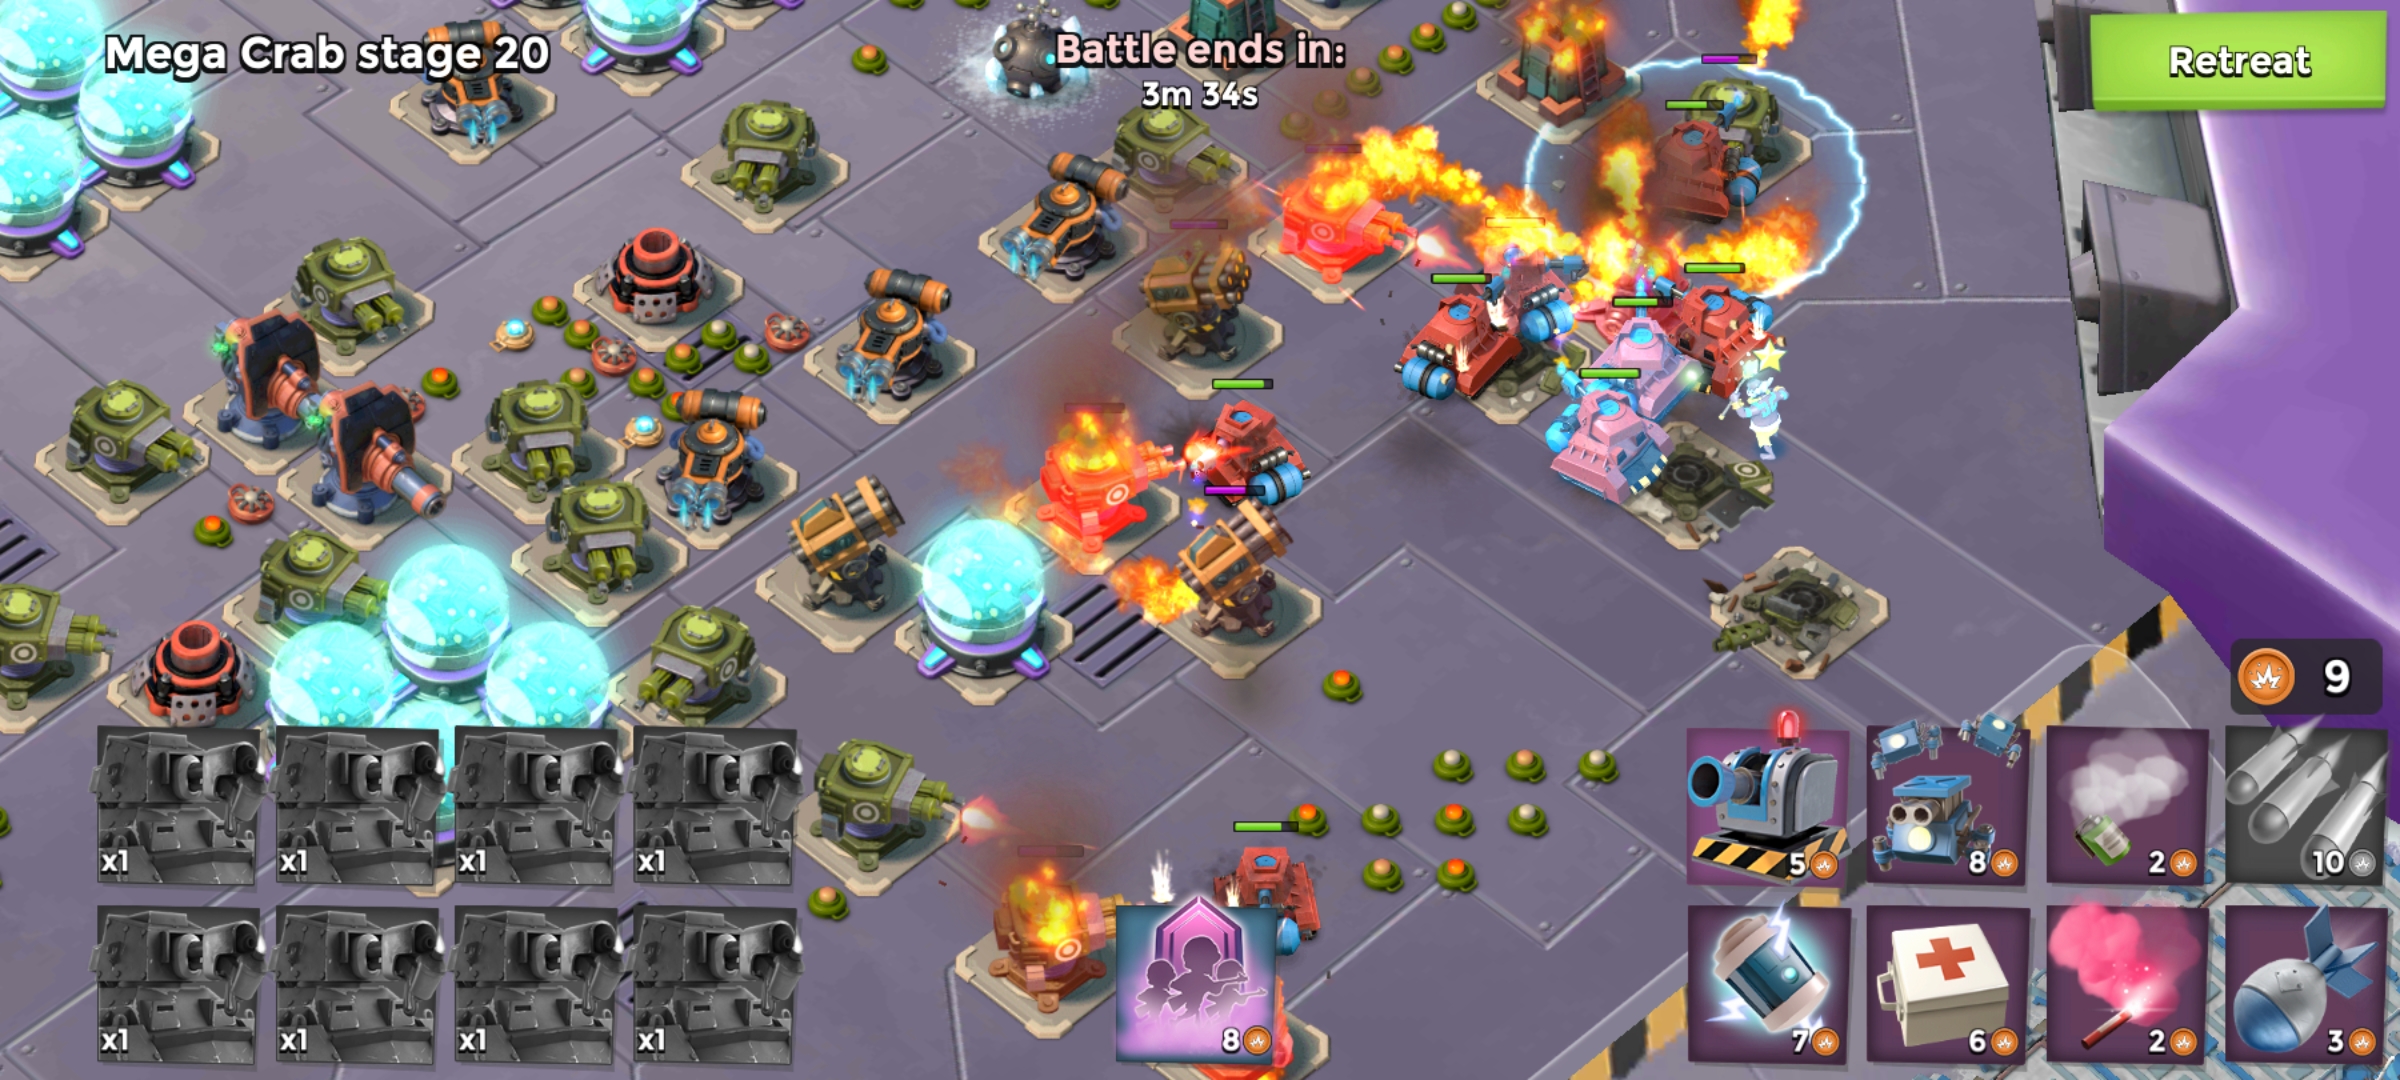 Mega Crab stage 20
Battle ends in:
3m 34s
Retreat
9
x1 x1 x1 x1
5 8 2 10
x1 x1 x1 x1
8
7 6 2 3